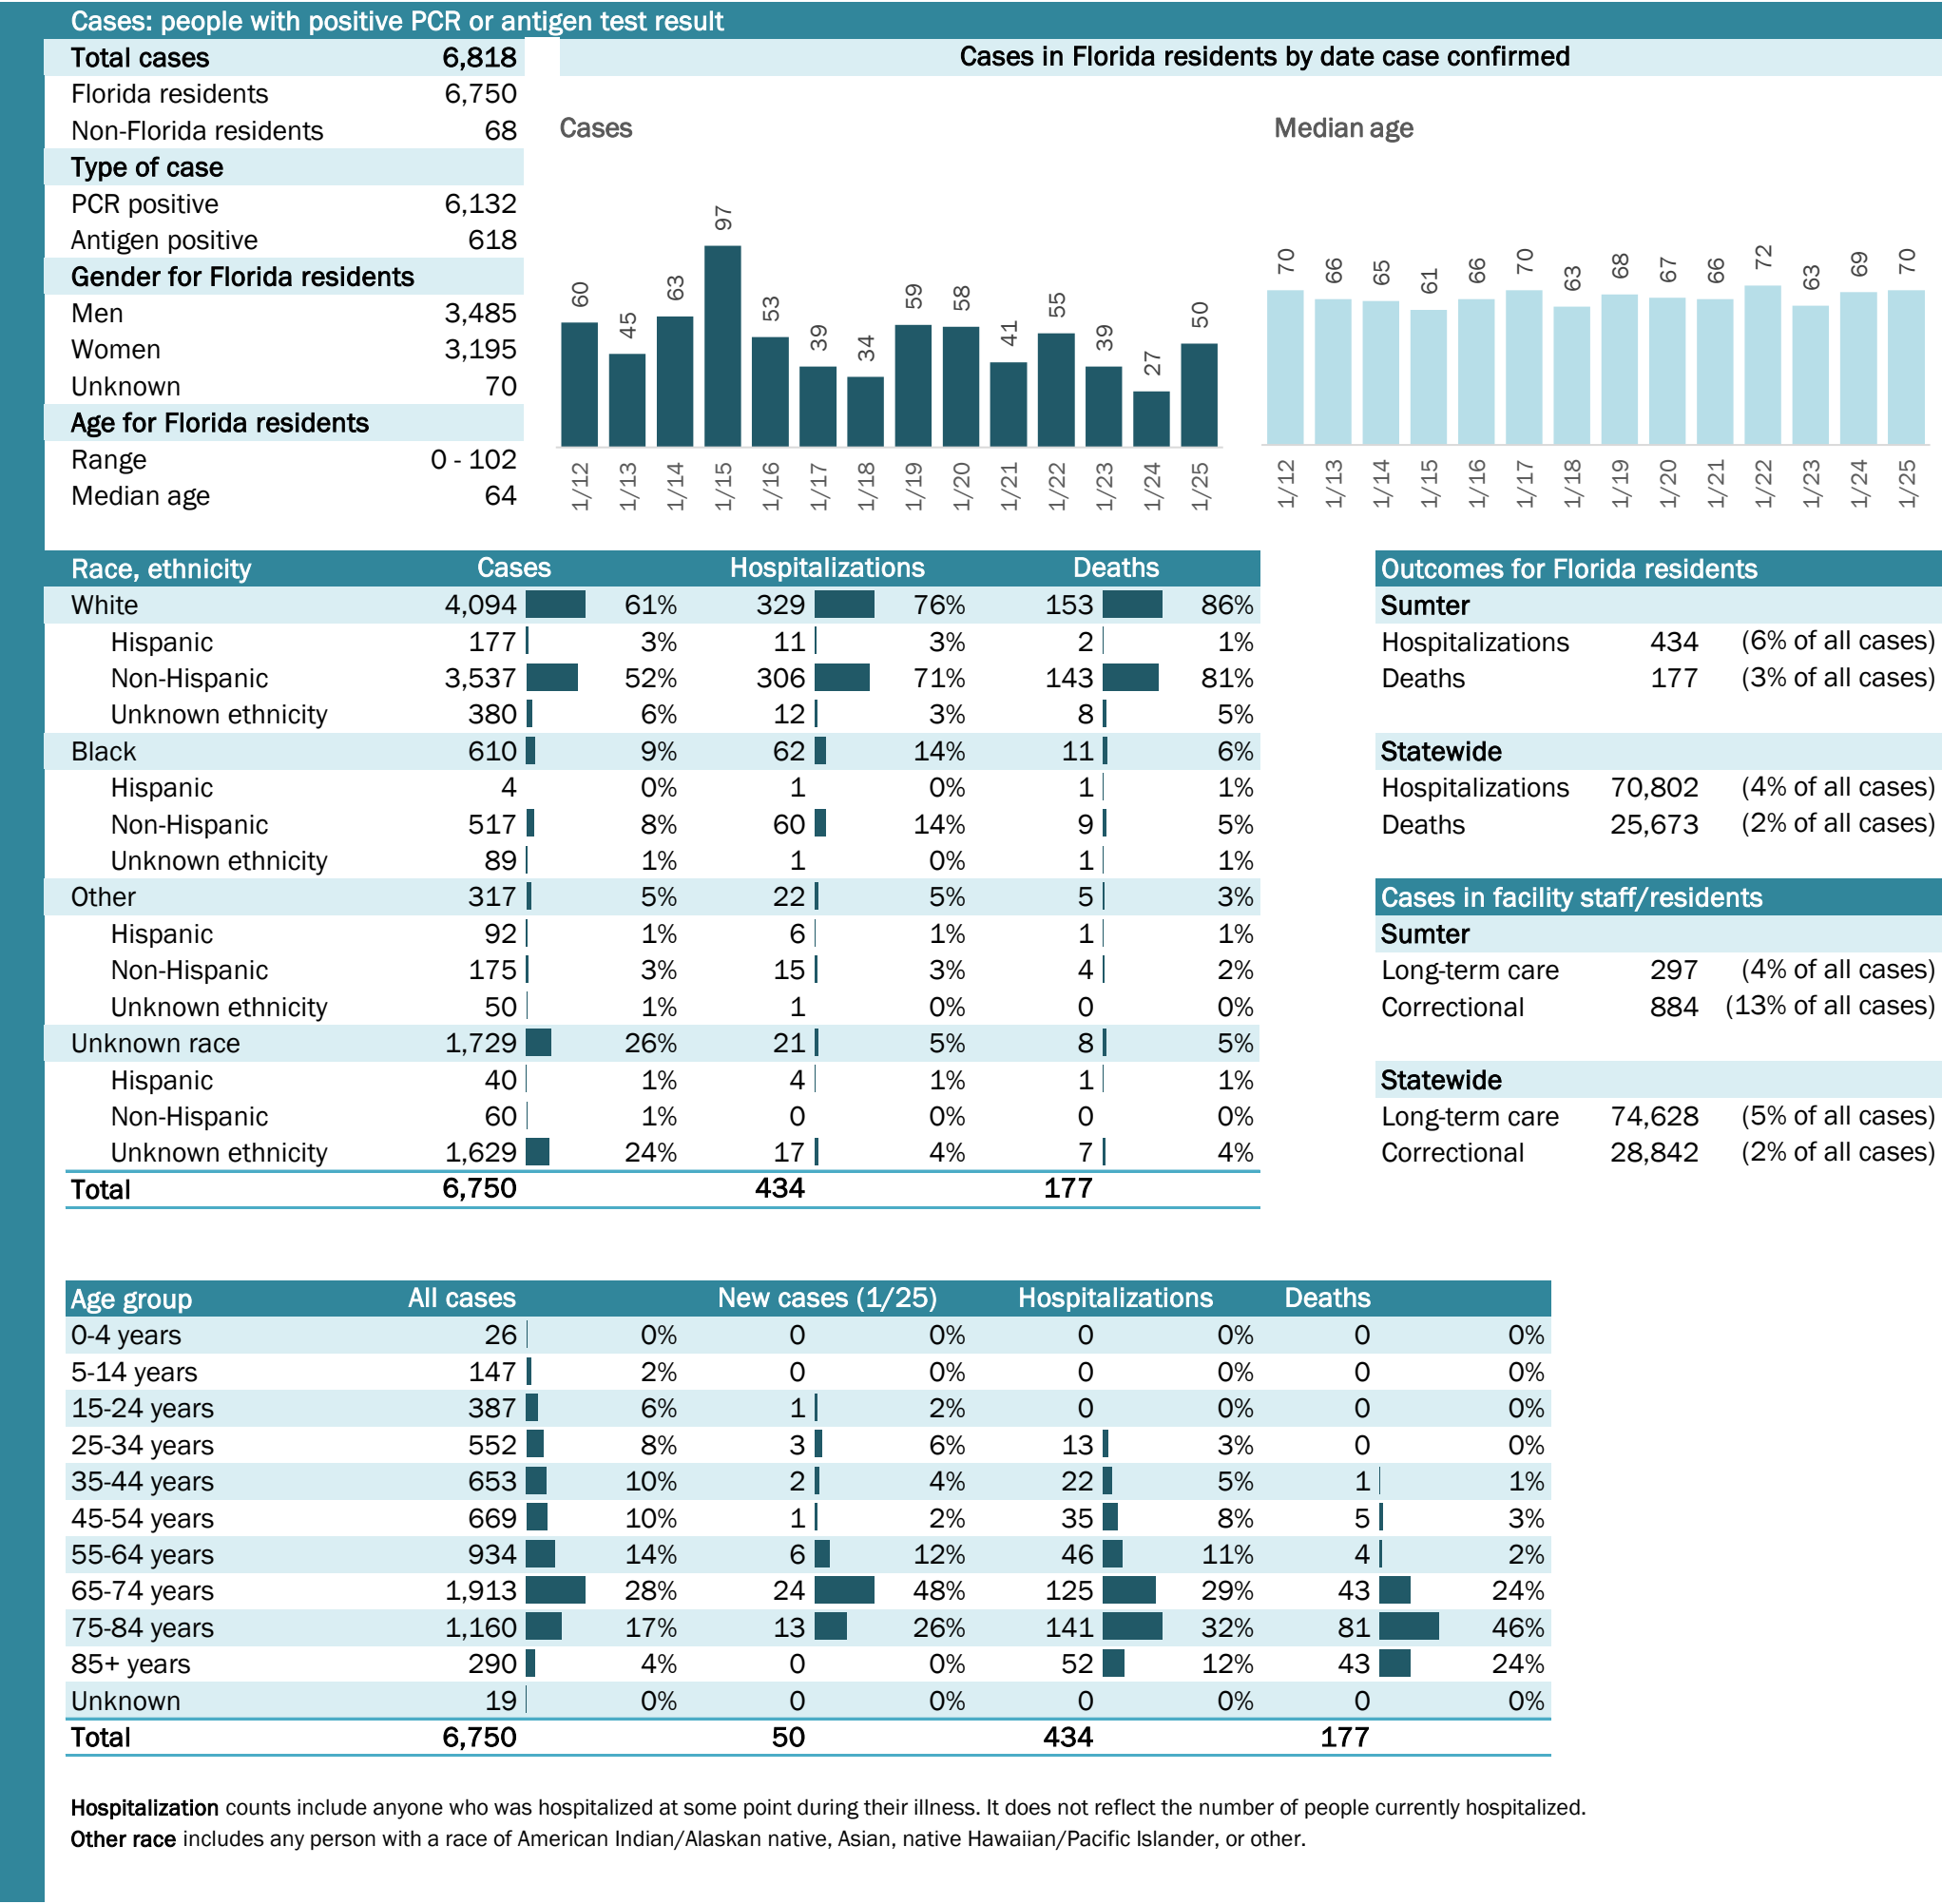 Cases: people with positive PCR or antigen test result
Total cases 6,818
Florida residents 6,750
Non-Florida residents 68
Type of case
PCR positive 6,132
Antigen positive 618
Gender for Florida residents
Men 3,485
Women 3,195
Unknown 70
Age for Florida residents
Range 0 - 102
Median age 64
Cases in Florida residents by date case confirmed
Cases
60 45 63 97 53 39 34 59 58 41 55 39 27 50
1/12 1/13 1/14 1/15 1/16 1/17 1/18 1/19 1/20 1/21 1/22 1/23 1/24 1/25
Median age
70 66 65 61 66 70 63 68 67 66 72 63 69 70
1/12 1/13 1/14 1/15 1/16 1/17 1/18 1/19 1/20 1/21 1/22 1/23 1/24 1/25
Race, ethnicity Cases Hospitalizations Deaths
White 4,094 61% 329 76% 153 86%
Hispanic 177 3% 11 3% 2 1%
Non-Hispanic 3,537 52% 306 71% 143 81%
Unknown ethnicity 380 6% 12 3% 8 5%
Black 610 9% 62 14% 11 6%
Hispanic 4 0% 1 0% 1 1%
Non-Hispanic 517 8% 60 14% 9 5%
Unknown ethnicity 89 1% 1 0% 1 1%
Other 317 5% 22 5% 5 3%
Hispanic 92 1% 6 1% 1 1%
Non-Hispanic 175 3% 15 3% 4 2%
Unknown ethnicity 50 1% 1 0% 0 0%
Unknown race 1,729 26% 21 5% 8 5%
Hispanic 40 1% 4 1% 1 1%
Non-Hispanic 60 1% 0 0% 0 0%
Unknown ethnicity 1,629 24% 17 4% 7 4%
Total 6,750 434 177
Outcomes for Florida residents
Sumter
Hospitalizations 434 (6% of all cases)
Deaths 177 (3% of all cases)
Statewide
Hospitalizations 70,802 (4% of all cases)
Deaths 25,673 (2% of all cases)
Cases in facility staff/residents
Sumter
Long-term care 297 (4% of all cases)
Correctional 884 (13% of all cases)
Statewide
Long-term care 74,628 (5% of all cases)
Correctional 28,842 (2% of all cases)
Age group All cases New cases (1/25) Hospitalizations Deaths
0-4 years 26 0% 0 0% 0 0% 0 0%
5-14 years 147 2% 0 0% 0 0% 0 0%
15-24 years 387 6% 1 2% 0 0% 0 0%
25-34 years 552 8% 3 6% 13 3% 0 0%
35-44 years 653 10% 2 4% 22 5% 1 1%
45-54 years 669 10% 1 2% 35 8% 5 3%
55-64 years 934 14% 6 12% 46 11% 4 2%
65-74 years 1,913 28% 24 48% 125 29% 43 24%
75-84 years 1,160 17% 13 26% 141 32% 81 46%
85+ years 290 4% 0 0% 52 12% 43 24%
Unknown 19 0% 0 0% 0 0% 0 0%
Total 6,750 50 434 177
Hospitalization counts include anyone who was hospitalized at some point during their illness. It does not reflect the number of people currently hospitalized.
Other race includes any person with a race of American Indian/Alaskan native, Asian, native Hawaiian/Pacific Islander, or other.